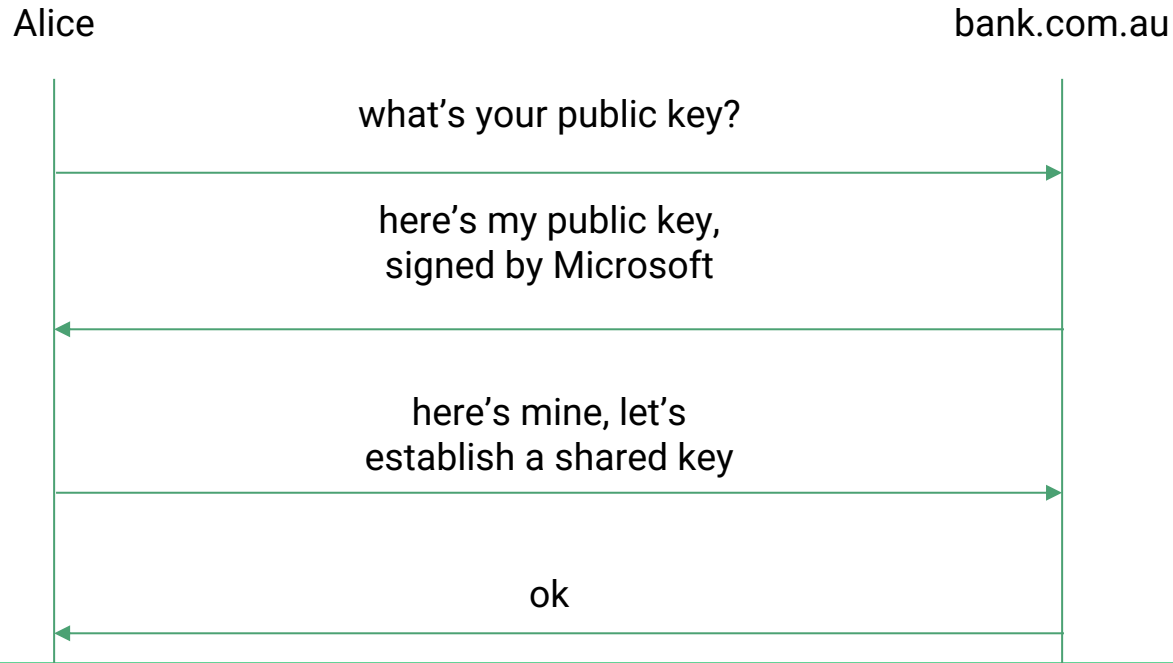 Alice
bank.com.au
what’s your public key?
here’s my public key,
signed by Microsoft
here’s mine, let’s
establish a shared key
ok